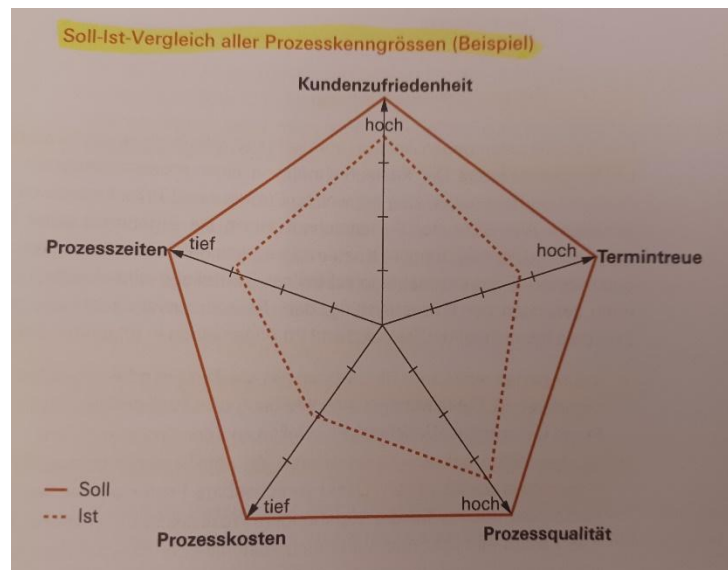 Soll-Ist-Vergleich aller Prozesskenngrössen (Beispiel)
Kundenzufriedenheit
hoch
Prozesszeiten
tief
hoch
Termintreue
Soll
Ist
tief
Prozesskosten
hoch
Prozessqualität